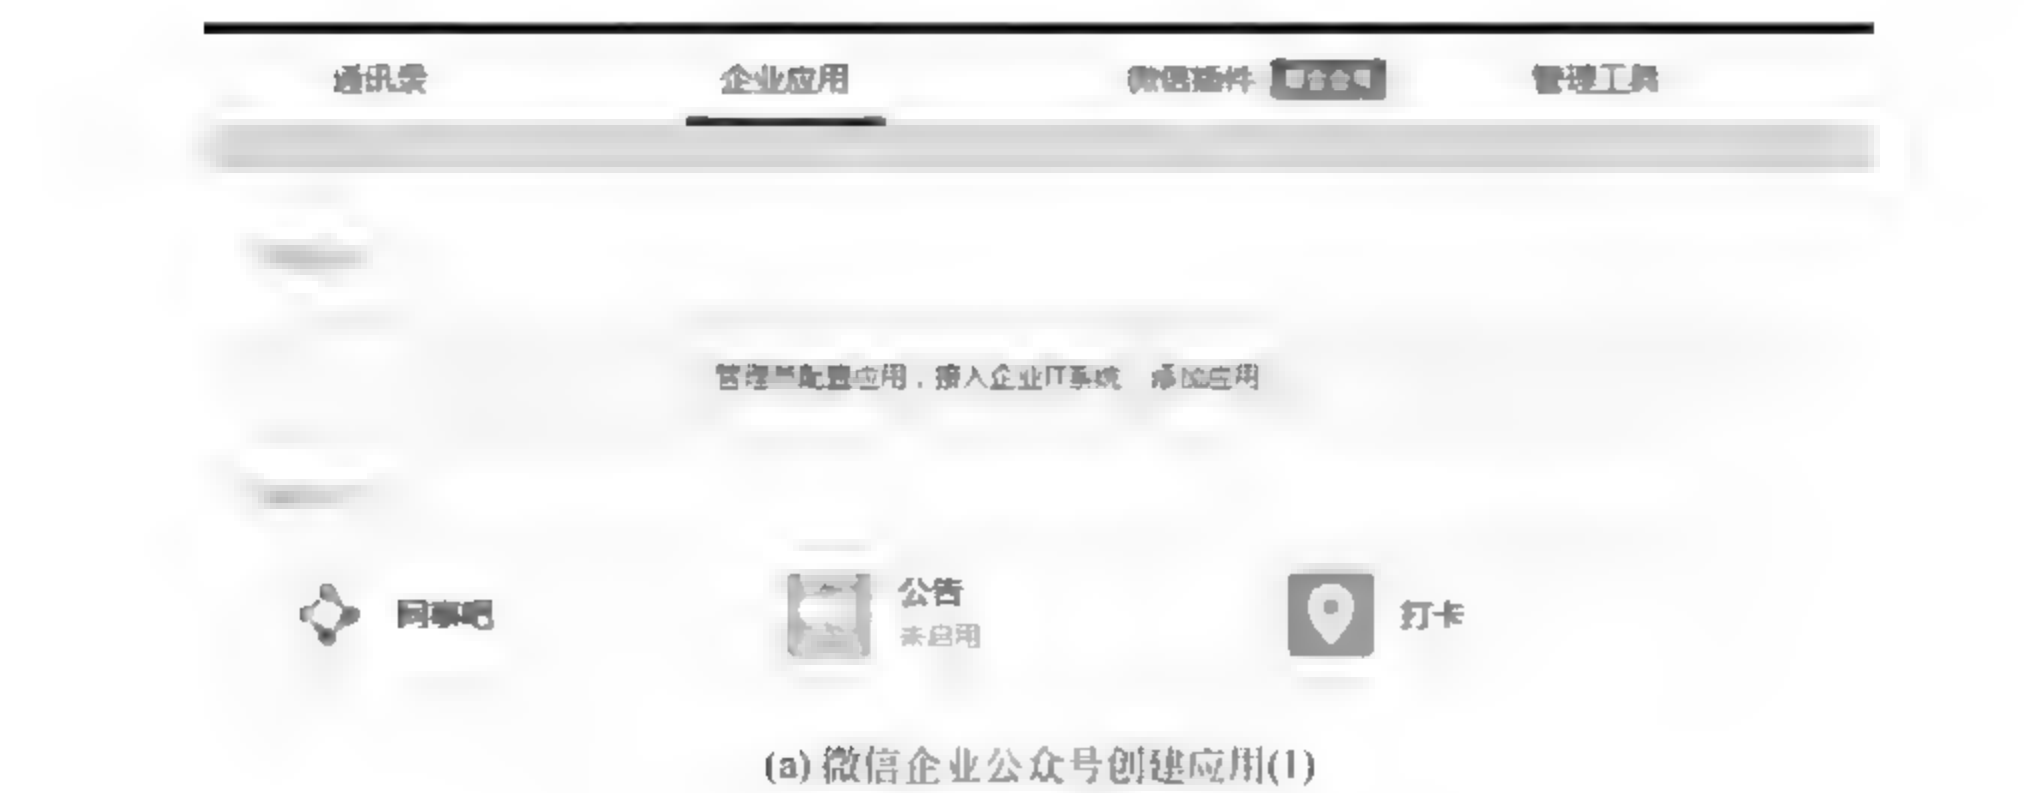 通讯录 企业应用 微信插件 管理工具
管理与配置应用，接入企业IT系统 添加应用
同事吧 公告 打卡
未启用
(a) 微信企业公众号创建应用(1)